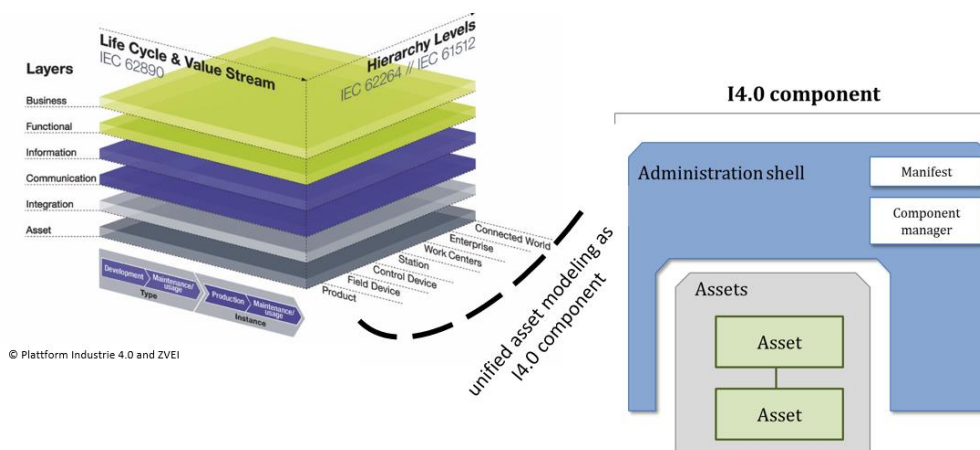 Life Cycle & Value Stream
IEC 62890
Hierarchy Levels
IEC 62264 // IEC 61512
Layers
Business
Functional
Information
Communication
Integration
Asset
Development
Maintenance/
usage
Production
Maintenance/
usage
Type
Instance
Product
Field Device
Control Device
Station
Work Centers
Enterprise
Connected World
unified asset modeling as
I4.0 component
© Plattform Industrie 4.0 and ZVEI
I4.0 component
Administration shell
Manifest
Component
manager
Assets
Asset
Asset